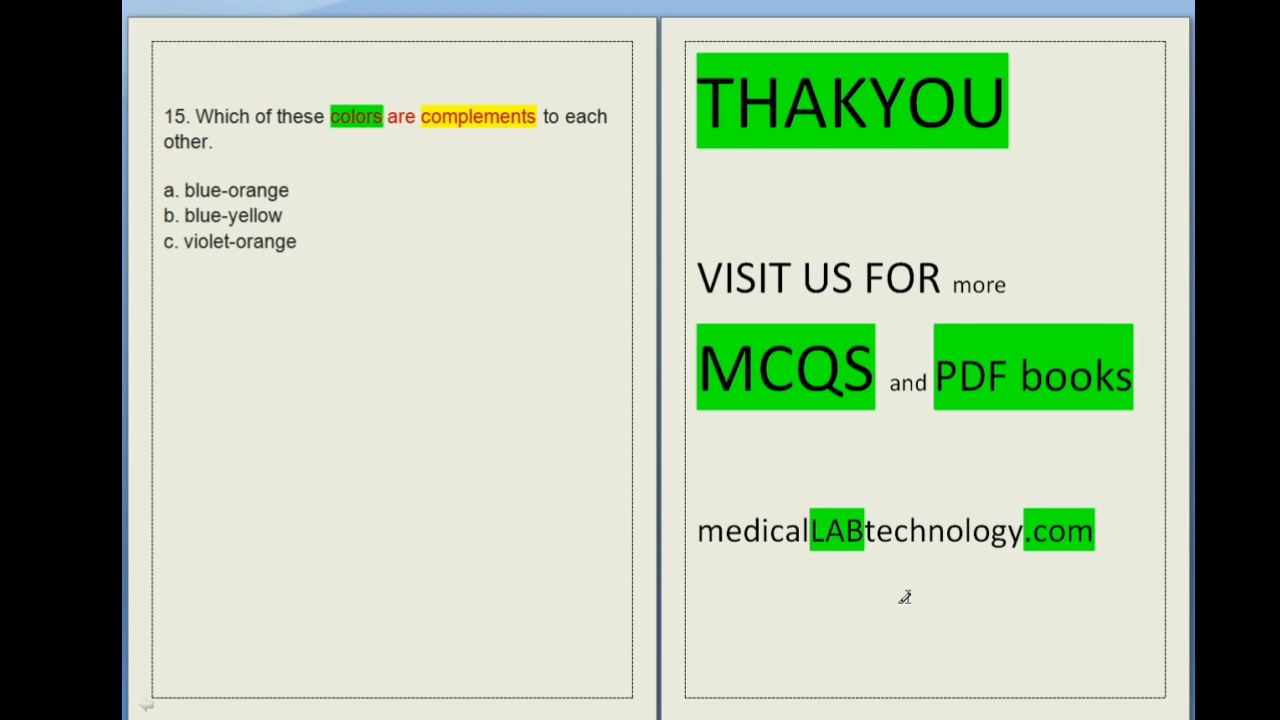 15. Which of these colors are complements to each
other.
a. blue-orange
b. blue-yellow
c. violet-orange
THAKYOU
VISIT US FOR more
MCQS and PDF books
medicalLABtechnology.com